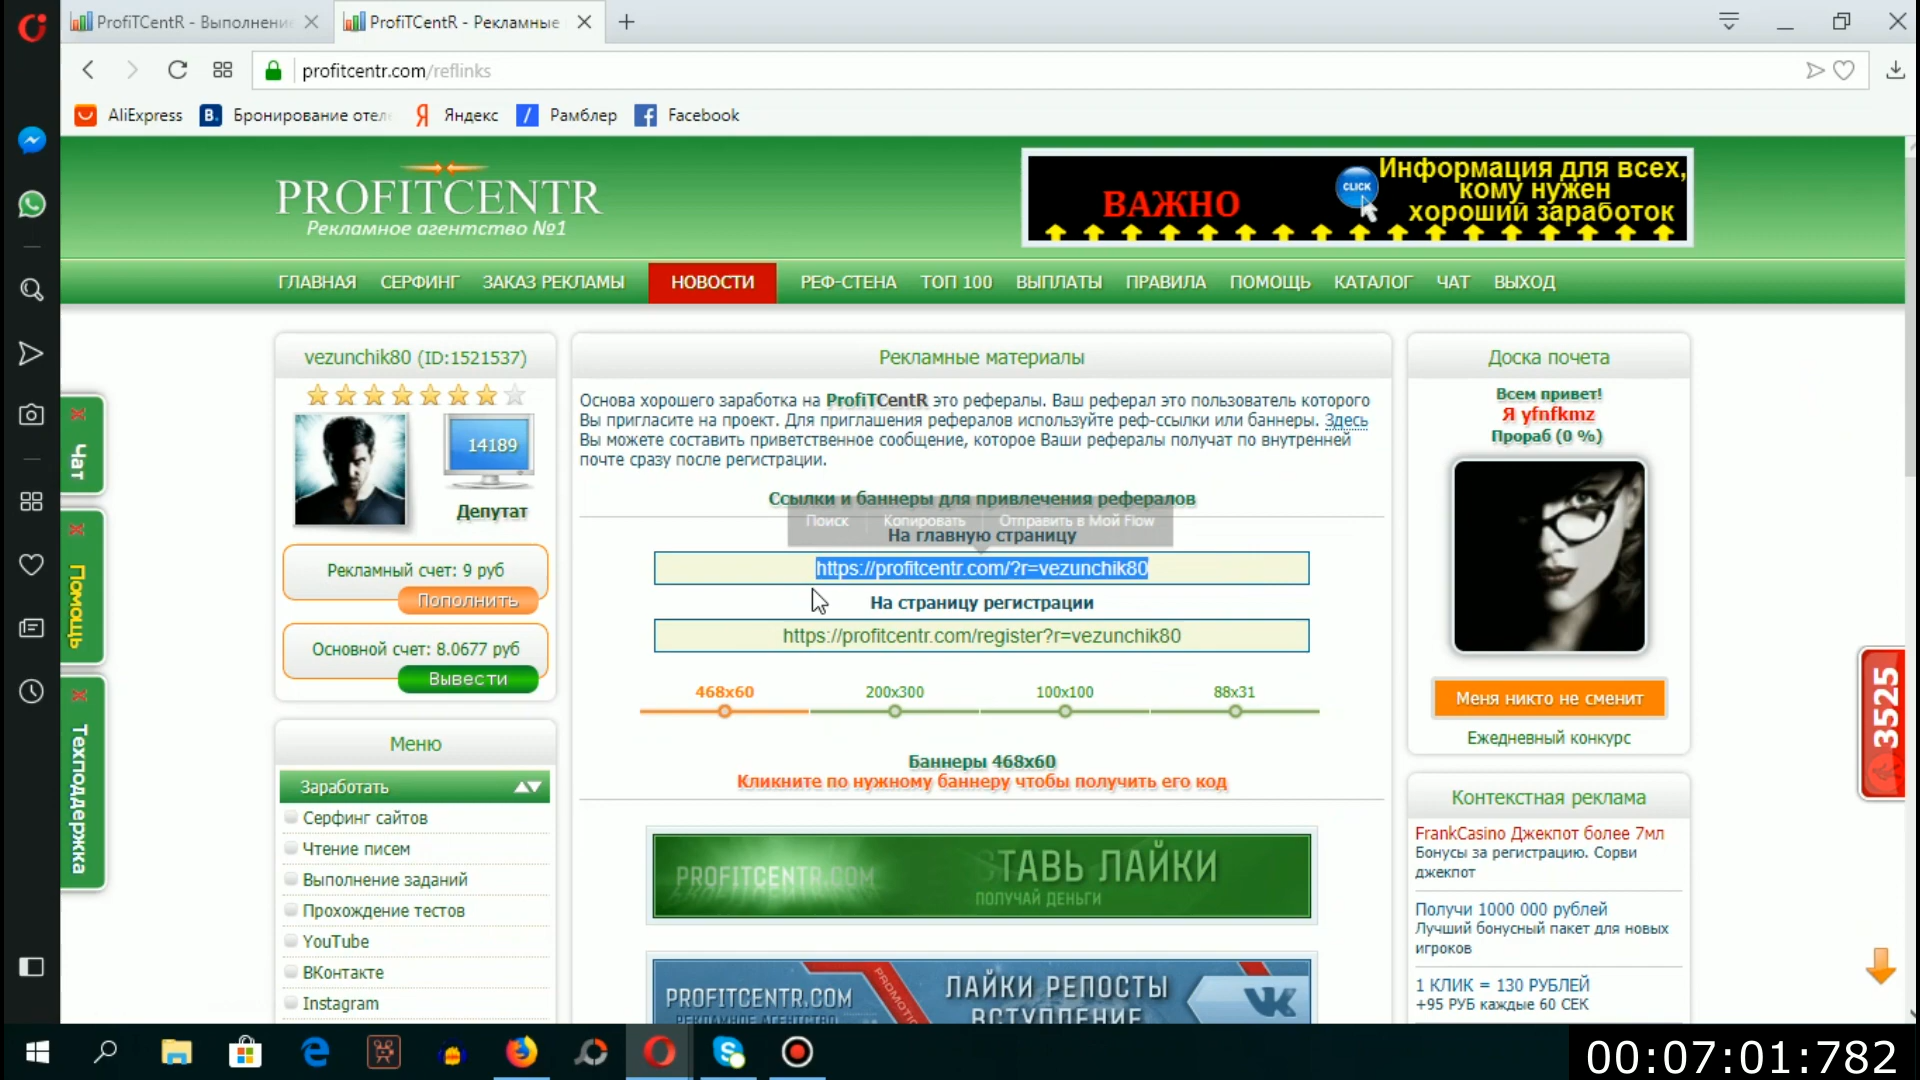 ProfiTCentR - Выполнение
ProfiTCentR - Рекламные
profitcentr.com/reflinks
AliExpress
B.
Бронирование отеле
Яндекс
Рамблер
Facebook
PROFITCENTR
Рекламное агентство №1
ВАЖНО
CLICK
Информация для всех,
кому нужен
хороший заработок
ГЛАВНАЯ СЕРФИНГ ЗАКАЗ РЕКЛАМЫ НОВОСТИ РЕФ-СТЕНА ТОП 100 ВЫПЛАТЫ ПРАВИЛА ПОМОЩЬ КАТАЛОГ ЧАТ ВЫХОД
Чат
Помощь
Техподдержка
vezunchik80 (ID:1521537)
14189
Депутат
Рекламный счет: 9 руб
Пополнить
Основной счет: 8.0677 руб
Вывести
Меню
Заработать
Серфинг сайтов
Чтение писем
Выполнение заданий
Прохождение тестов
YouTube
ВКонтакте
Instagram
Рекламные материалы
Основа хорошего заработка на ProfiTCentR это рефералы. Ваш реферал это пользователь которого
Вы пригласите на проект. Для приглашения рефералов используйте реф-ссылки или баннеры. Здесь
Вы можете составить приветственное сообщение, которое Ваши рефералы получат по внутренней
почте сразу после регистрации.
Ссылки и баннеры для привлечения рефералов
Поиск Копировать Отправить в Мой Flow
На главную страницу
https://profitcentr.com/?r=vezunchik80
На страницу регистрации
https://profitcentr.com/register?r=vezunchik80
468x60 200x300 100x100 88x31
Баннеры 468x60
Кликните по нужному баннеру чтобы получить его код
PROFITCENTR.COM
СТАВЬ ЛАЙКИ
ПОЛУЧАЙ ДЕНЬГИ
PROFITCENTR.COM
РЕКЛАМНОЕ АГЕНТСТВО
ЛАЙКИ РЕПОСТЫ
ВСТУПЛЕНИЕ
Доска почета
Всем привет!
Я yfnfkmz
Прораб (0 %)
Меня никто не сменит
Ежедневный конкурс
Контекстная реклама
FrankCasino Джекпот более 7мл
Бонусы за регистрацию. Сорви
джекпот
Получи 1000 000 рублей
Лучший бонусный пакет для новых
игроков
1 КЛИК = 130 РУБЛЕЙ
+95 РУБ каждые 60 СЕК
3525
00:07:01:782